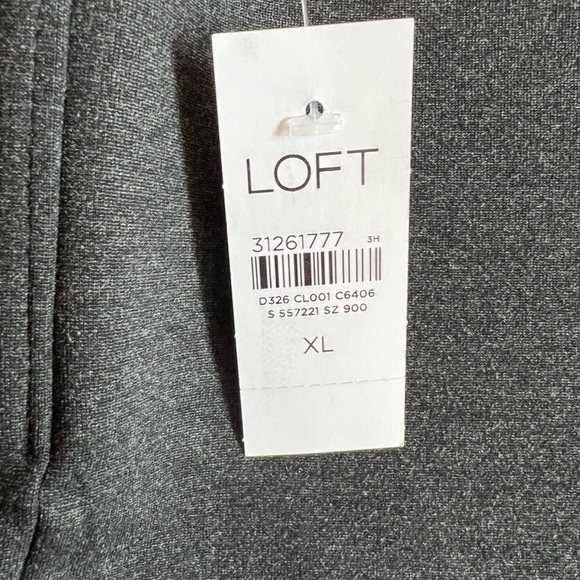 LOFT
31261777 3H
D326 CL001 C6406
S 557221 SZ 900
XL